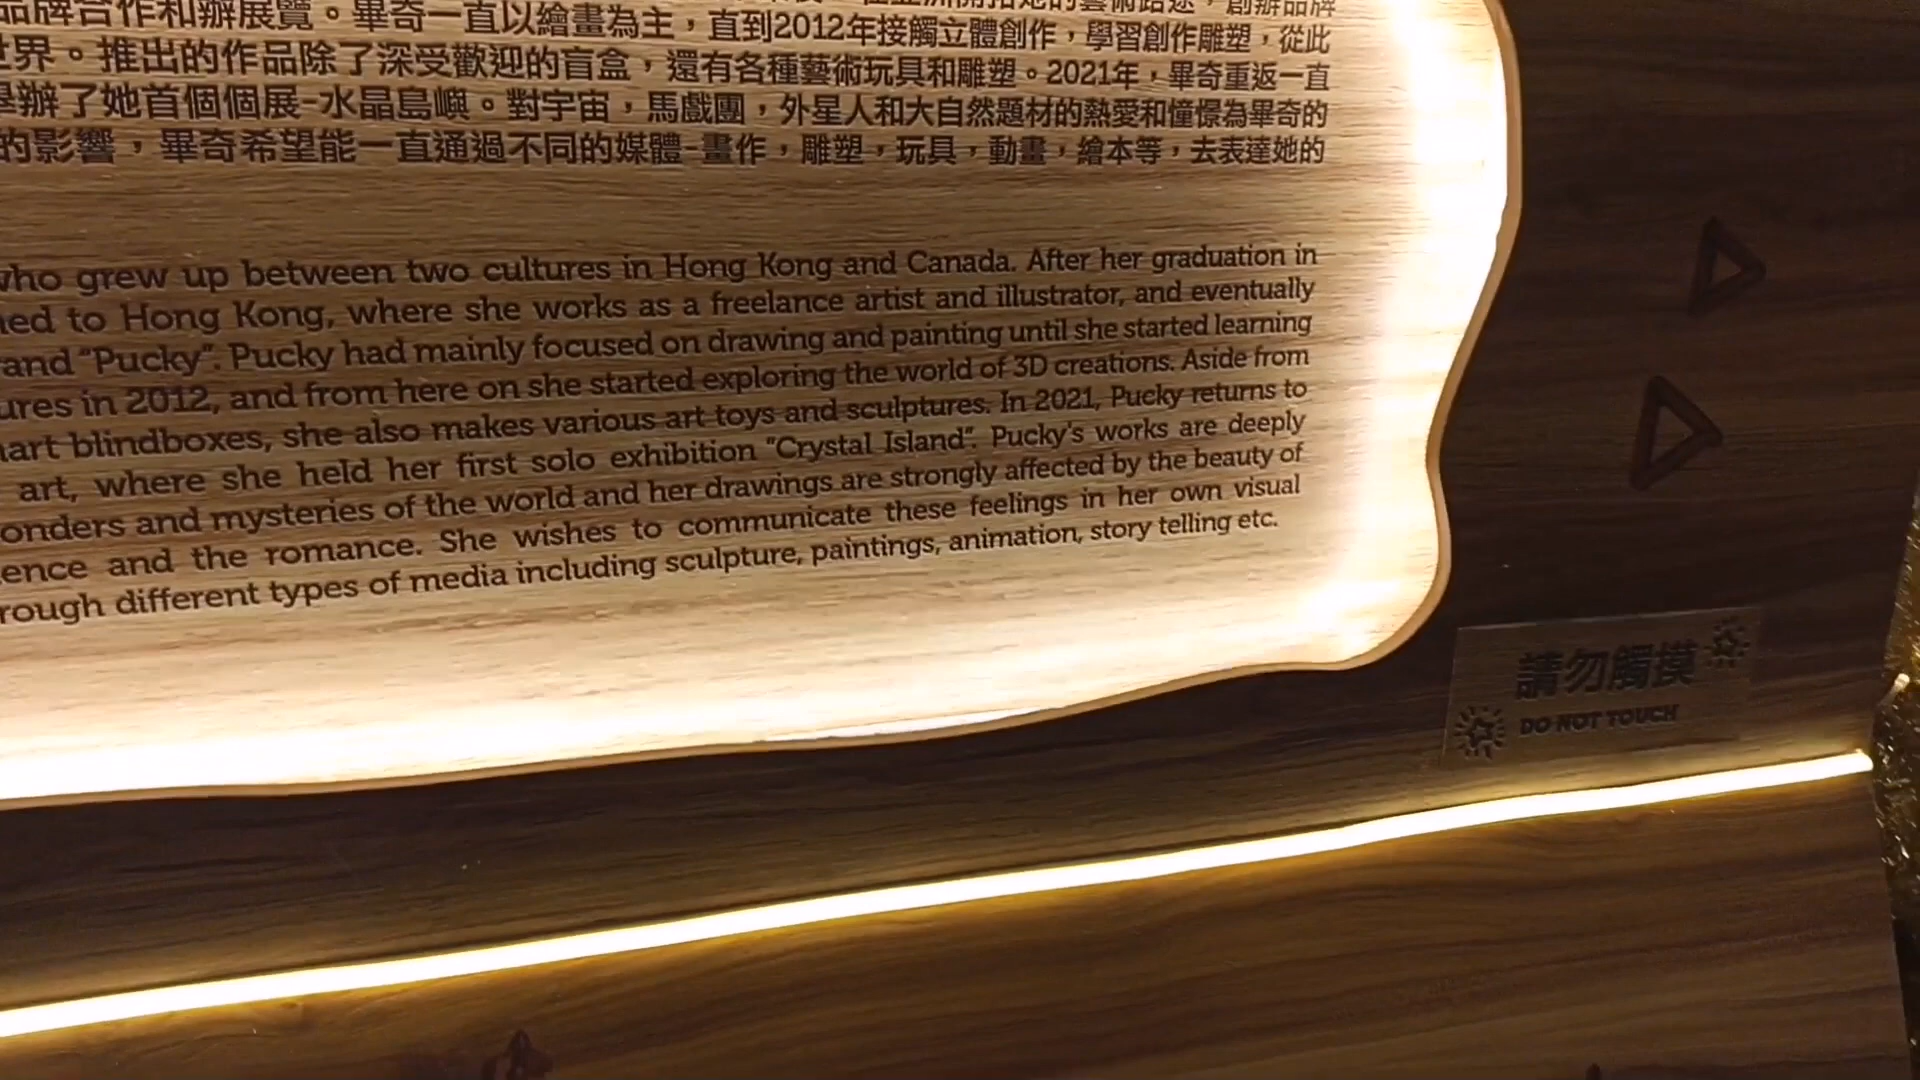 品牌合作和辦展覽。畢奇一直以繪畫為主，直到2012年接觸立體創作，學習創作雕塑，從此
世界。推出的作品除了深受歡迎的盲盒，還有各種藝術玩具和雕塑。2021年，畢奇重返一直
舉辦了她首個個展-水晶島嶼。對宇宙，馬戲團，外星人和大自然題材的熱愛和憧憬為畢奇的
的影響，畢奇希望能一直通過不同的媒體-畫作，雕塑，玩具，動畫，繪本等，去表達她的
who grew up between two cultures in Hong Kong and Canada. After her graduation in
ned to Hong Kong, where she works as a freelance artist and illustrator, and eventually
rand "Pucky". Pucky had mainly focused on drawing and painting until she started learning
ures in 2012, and from here on she started exploring the world of 3D creations. Aside from
mart blindboxes, she also makes various art toys and sculptures. In 2021, Pucky returns to
art, where she held her first solo exhibition "Crystal Island". Pucky's works are deeply
onders and mysteries of the world and her drawings are strongly affected by the beauty of
ence and the romance. She wishes to communicate these feelings in her own visual
rough different types of media including sculpture, paintings, animation, story telling etc.
請勿觸摸
DO NOT TOUCH